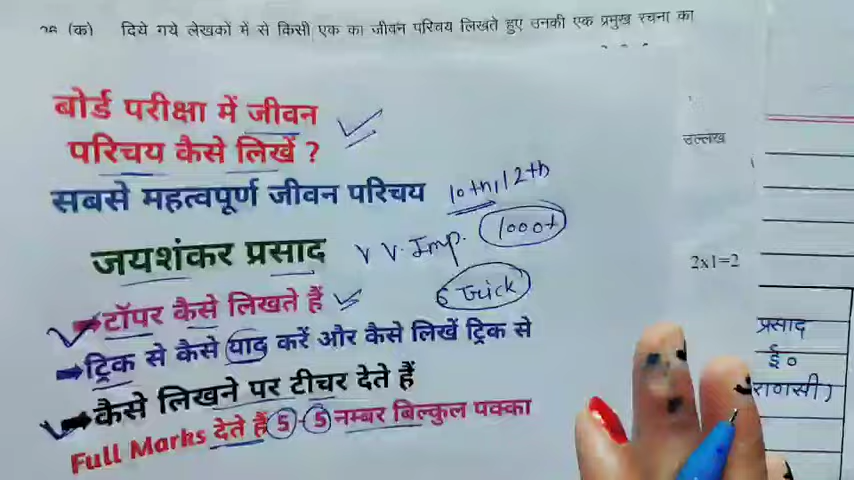 (क) दिये गये लेखकों में से किसी एक का जीवन परिचय लिखते हुए उनकी एक प्रमुख रचना का
उल्लेख
बोर्ड परीक्षा में जीवन
परिचय कैसे लिखें ?
सबसे महत्वपूर्ण जीवन परिचय 10th, 12th
जयशंकर प्रसाद V V. Imp. 1000+
2x1=2
6 Trick
➡टॉपर कैसे लिखते हैं
➡ट्रिक से कैसे याद करें और कैसे लिखें ट्रिक से
➡कैसे लिखने पर टीचर देते हैं
Full Marks देते हैं 5-5 नम्बर बिल्कुल पक्का
प्रसाद
ई०